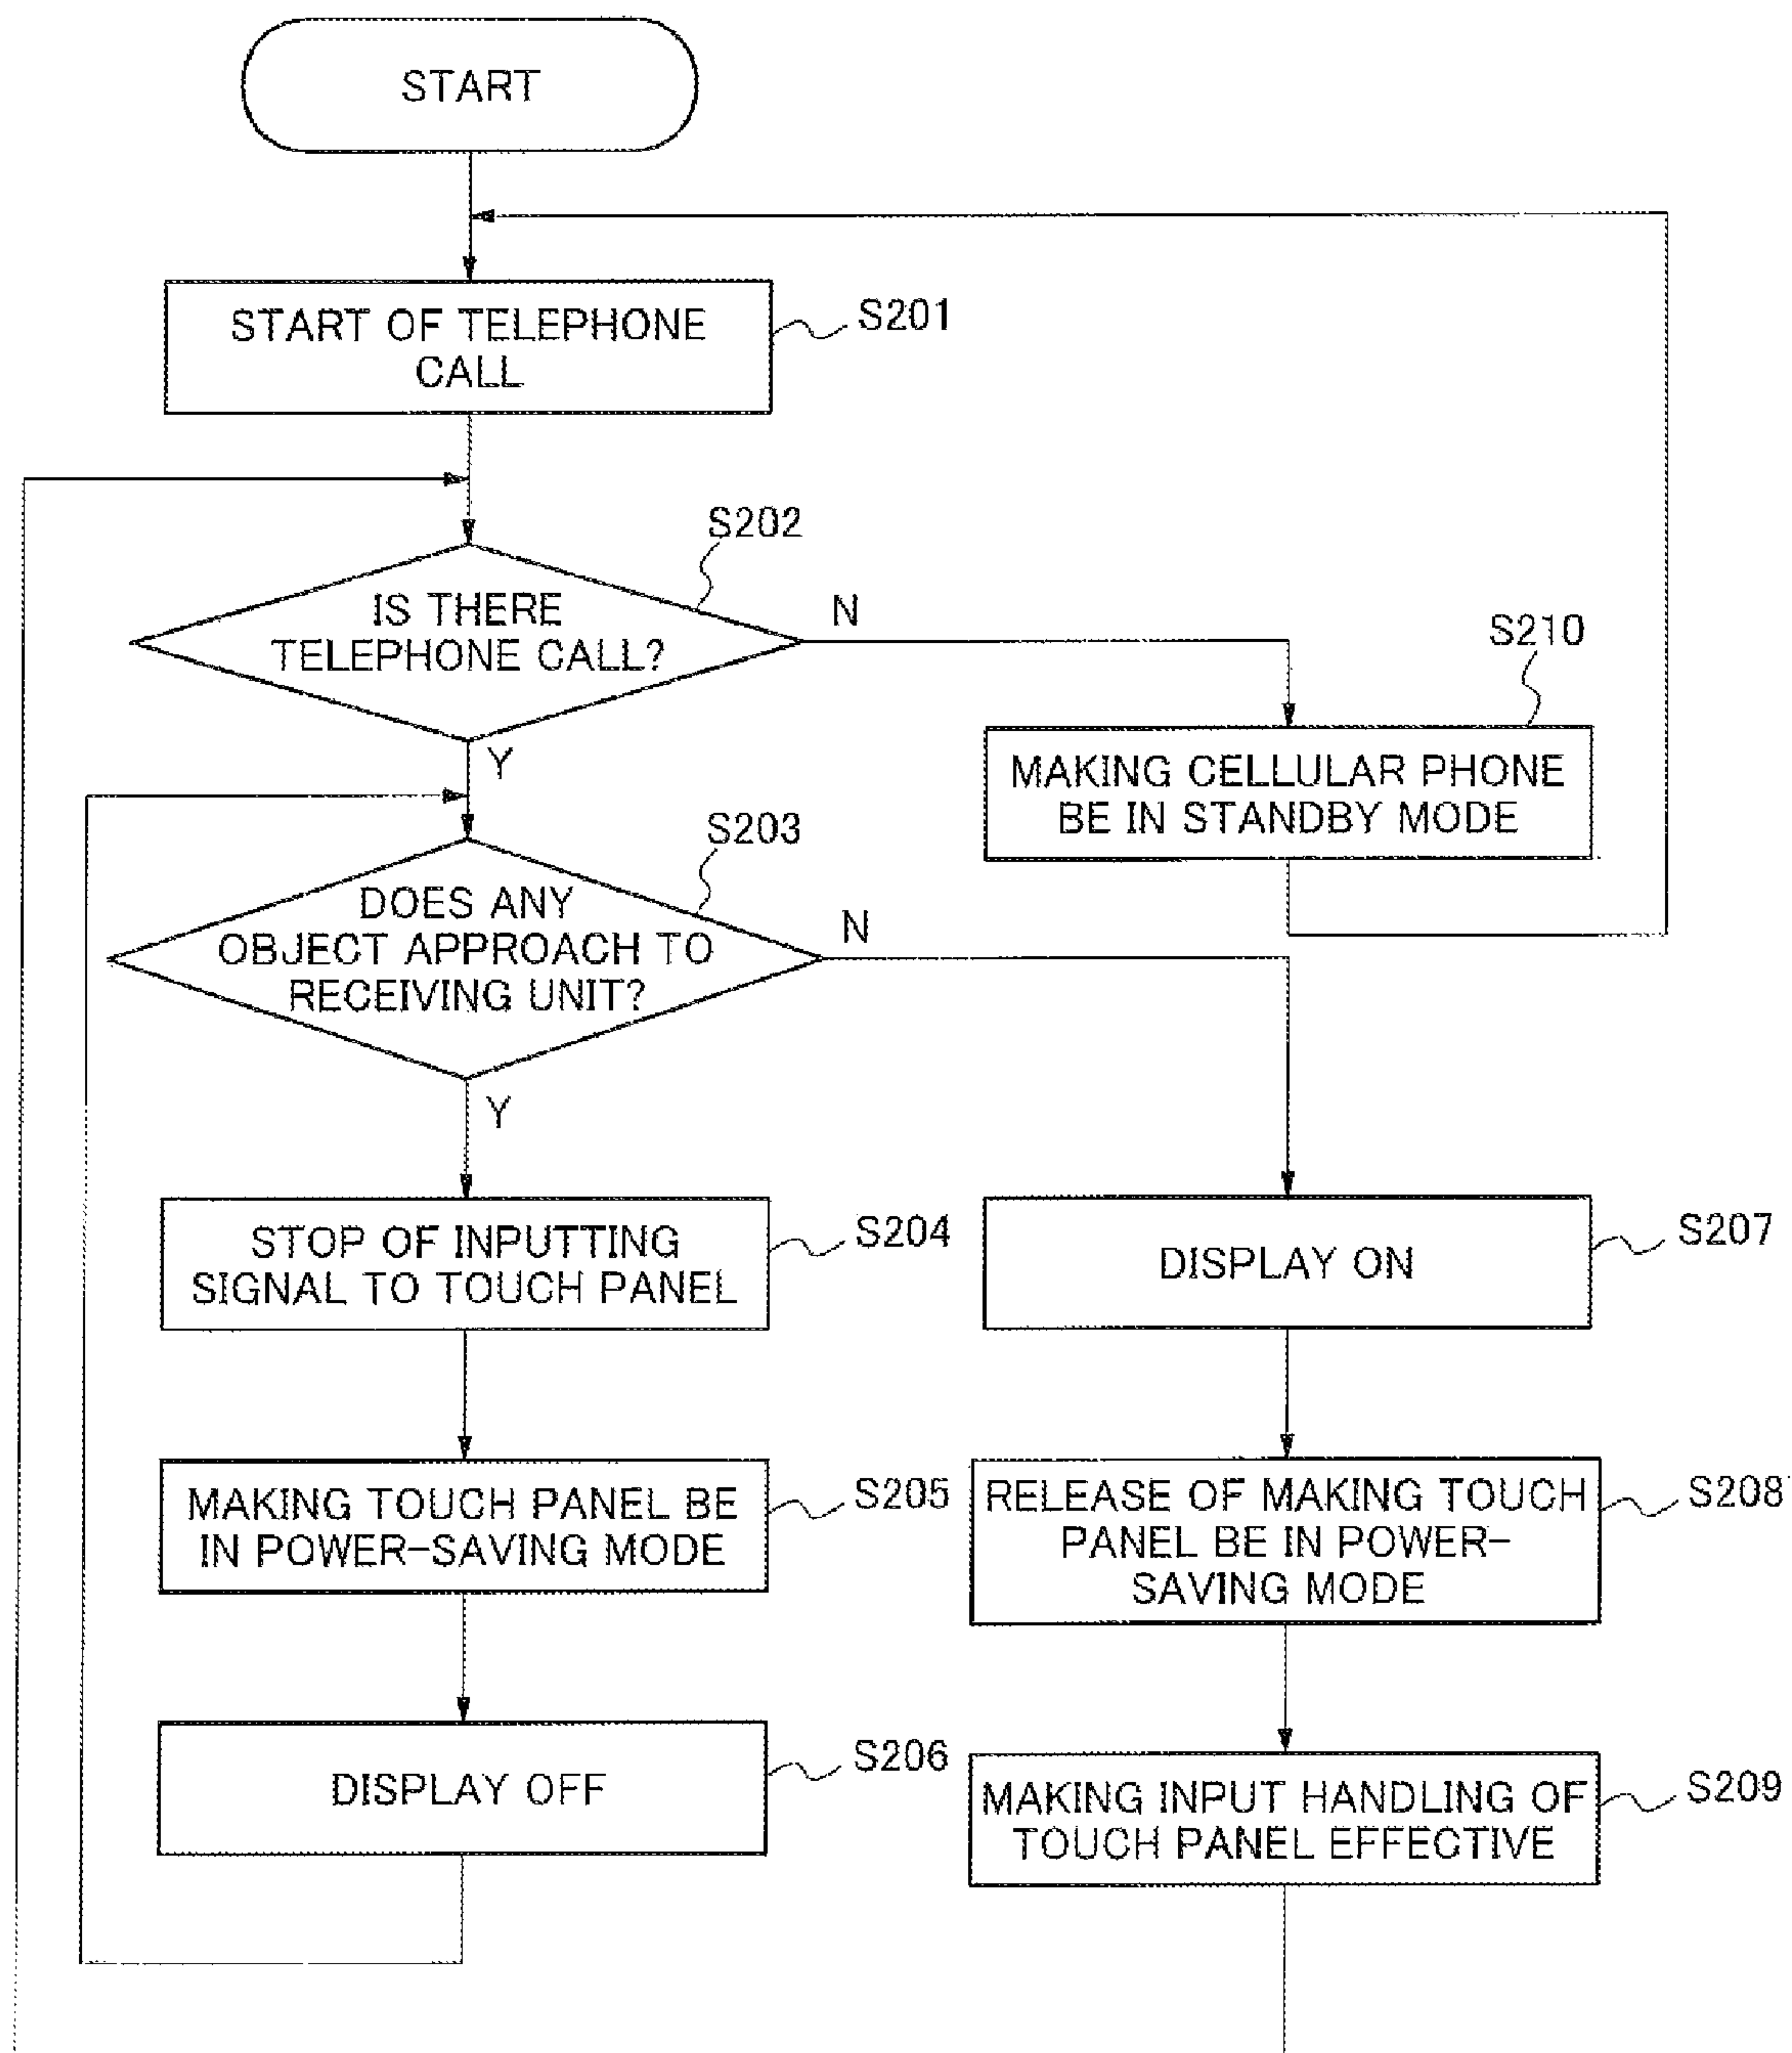 START
START OF TELEPHONE
CALL
S201
S202
IS THERE
TELEPHONE CALL?
N
Y
S210
MAKING CELLULAR PHONE
BE IN STANDBY MODE
S203
DOES ANY
OBJECT APPROACH TO
RECEIVING UNIT?
N
Y
STOP OF INPUTTING
SIGNAL TO TOUCH PANEL
S204
DISPLAY ON
S207
MAKING TOUCH PANEL BE
IN POWER-SAVING MODE
S205
RELEASE OF MAKING TOUCH
PANEL BE IN POWER-
SAVING MODE
S208
DISPLAY OFF
S206
MAKING INPUT HANDLING OF
TOUCH PANEL EFFECTIVE
S209